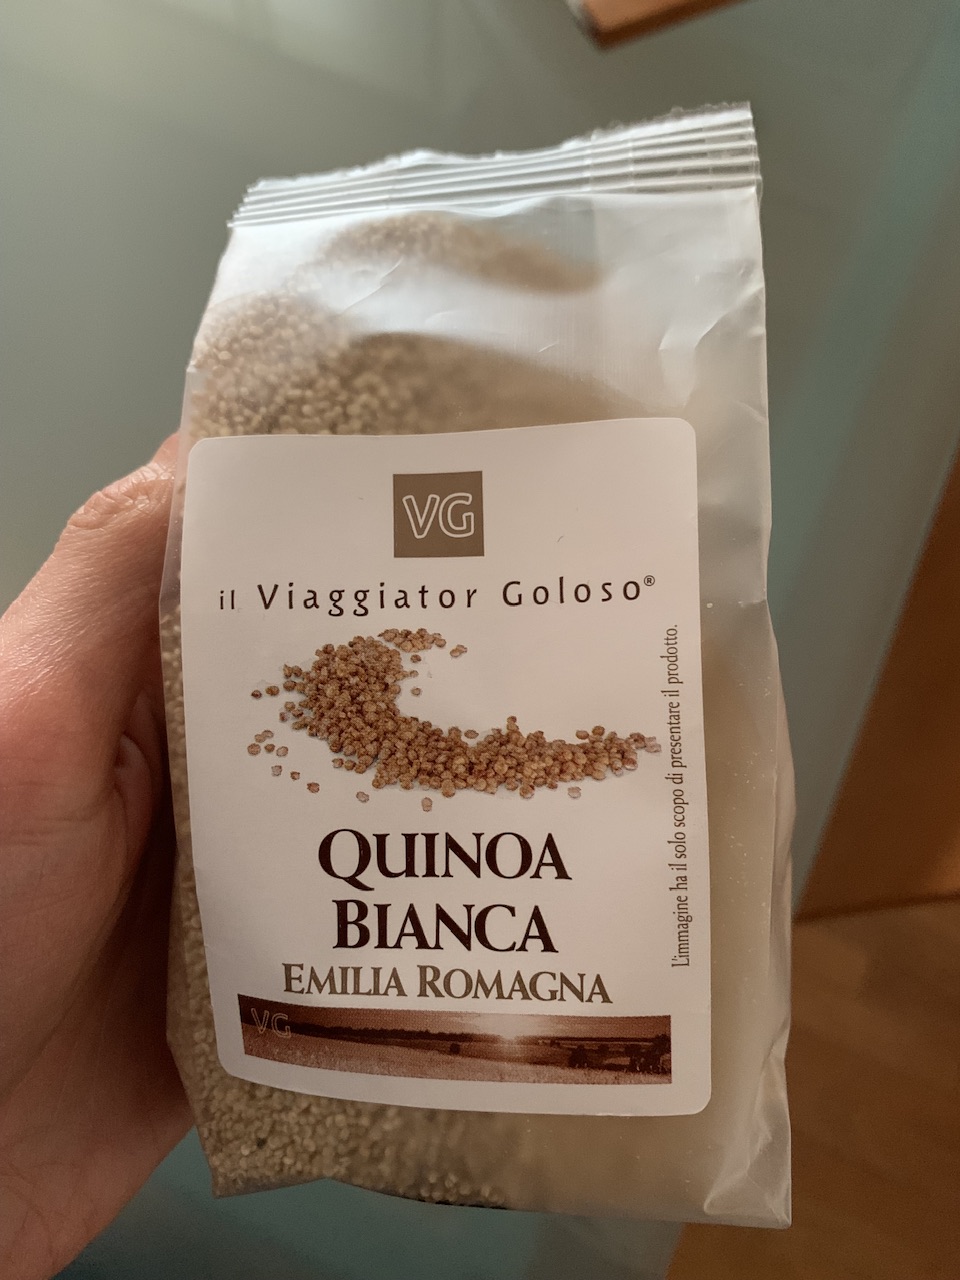 VG
il Viaggiator Goloso®
QUINOA
BIANCA
EMILIA ROMAGNA
VG
L'immagine ha il solo scopo di presentare il prodotto.